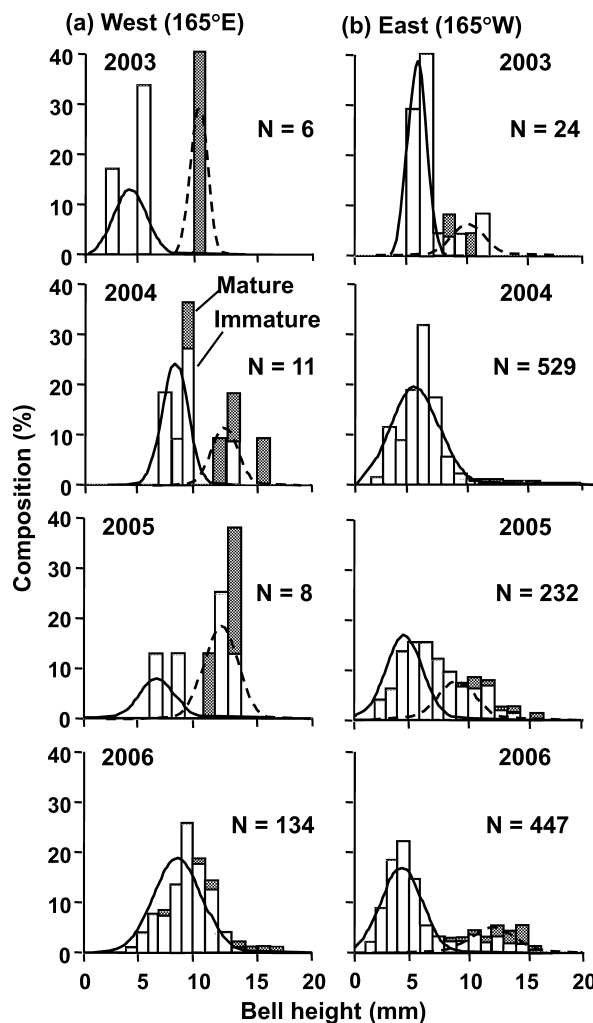 (a) West (165°E)
(b) East (165°W)
Composition (%)
40
30
20
10
0
2003
N = 6
2003
N = 24
40
30
20
10
0
2004
Mature
Immature
N = 11
2004
N = 529
40
30
20
10
0
2005
N = 8
2005
N = 232
40
30
20
10
0
2006
N = 134
2006
N = 447
0 5 10 15 20
0 5 10 15 20
Bell height (mm)